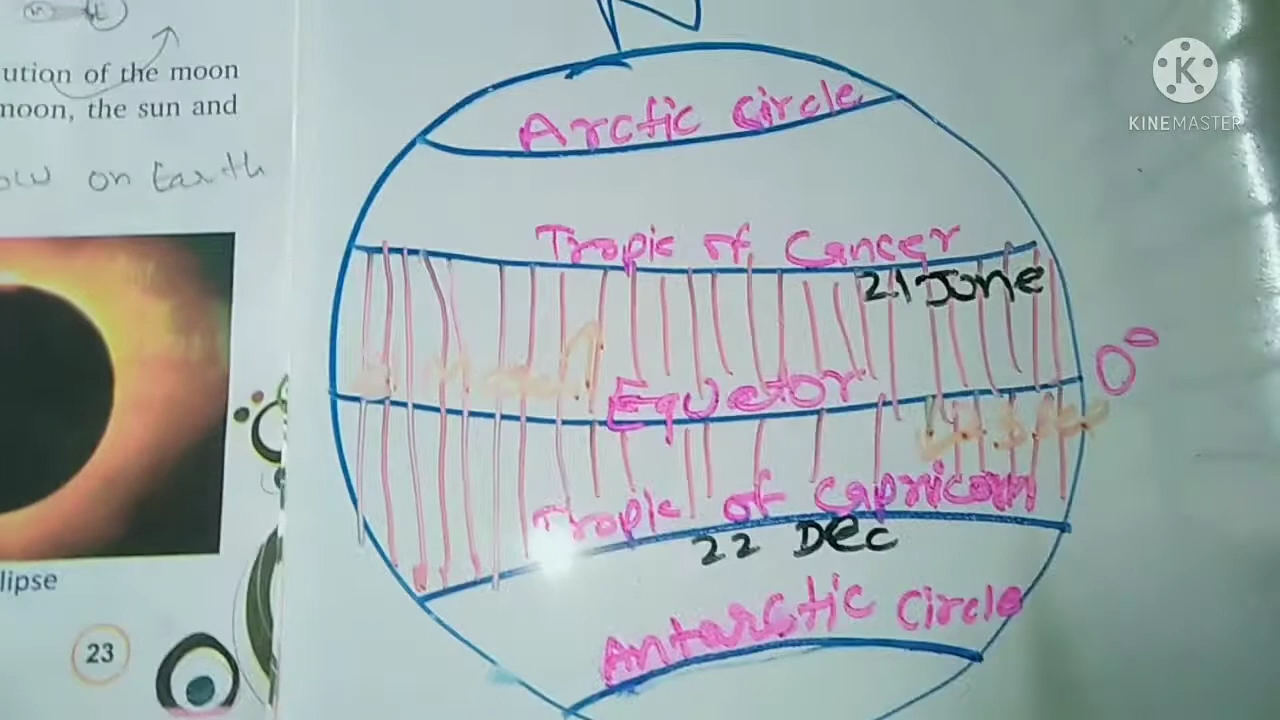 ution of the moon
moon, the sun and
on Earth
lipse
23
N
Arctic Circle
Tropic of Cancer
21 June
Equator
0°
Tropic of Capricorn
22 Dec
Antarctic Circle
KINEMASTER